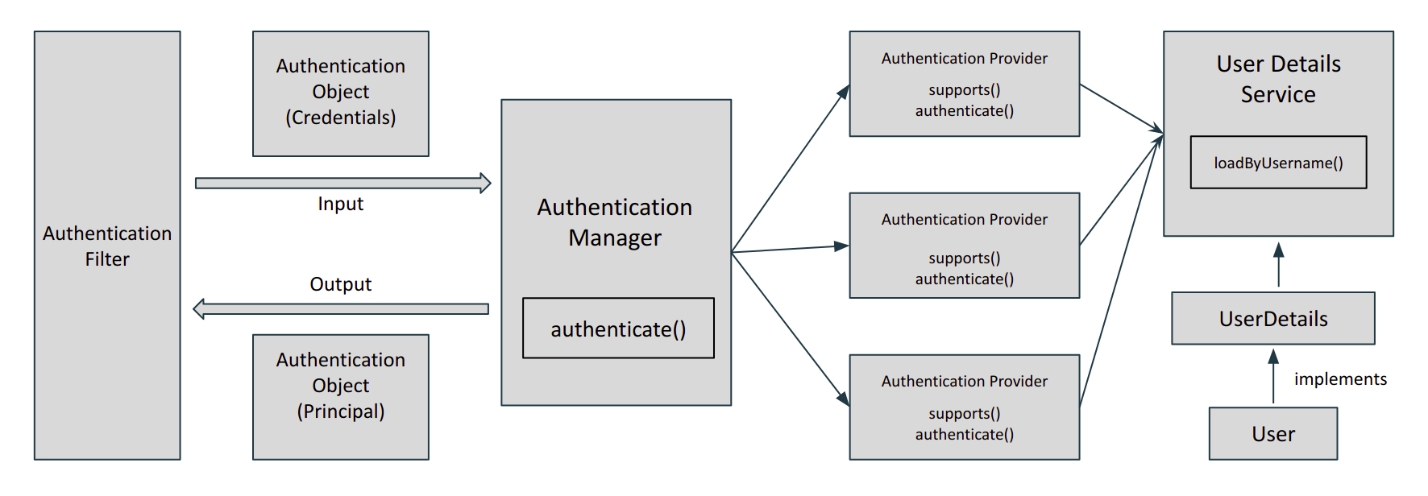 Authentication
Filter
Authentication
Object
(Credentials)
Input
Output
Authentication
Object
(Principal)
Authentication
Manager
authenticate()
Authentication Provider
supports()
authenticate()
Authentication Provider
supports()
authenticate()
Authentication Provider
supports()
authenticate()
User Details
Service
loadByUsername()
UserDetails
implements
User